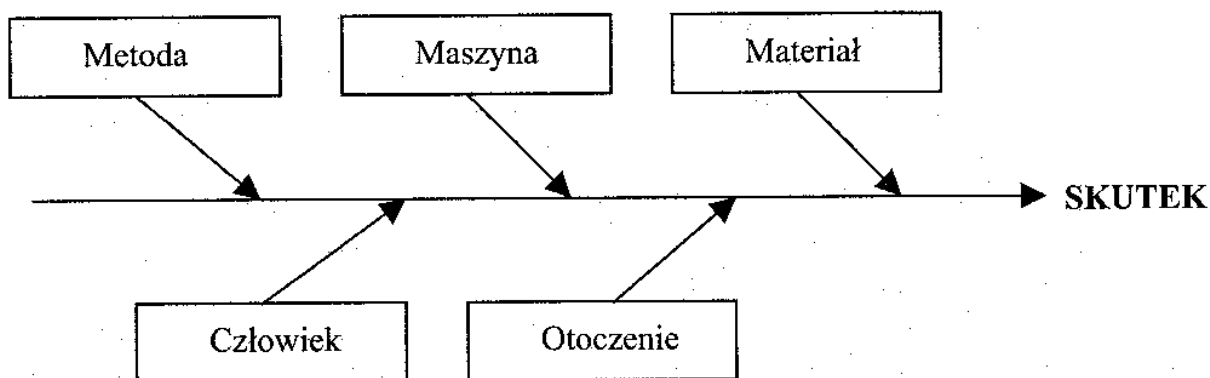 Metoda
Maszyna
Materiał
SKUTEK
Człowiek
Otoczenie